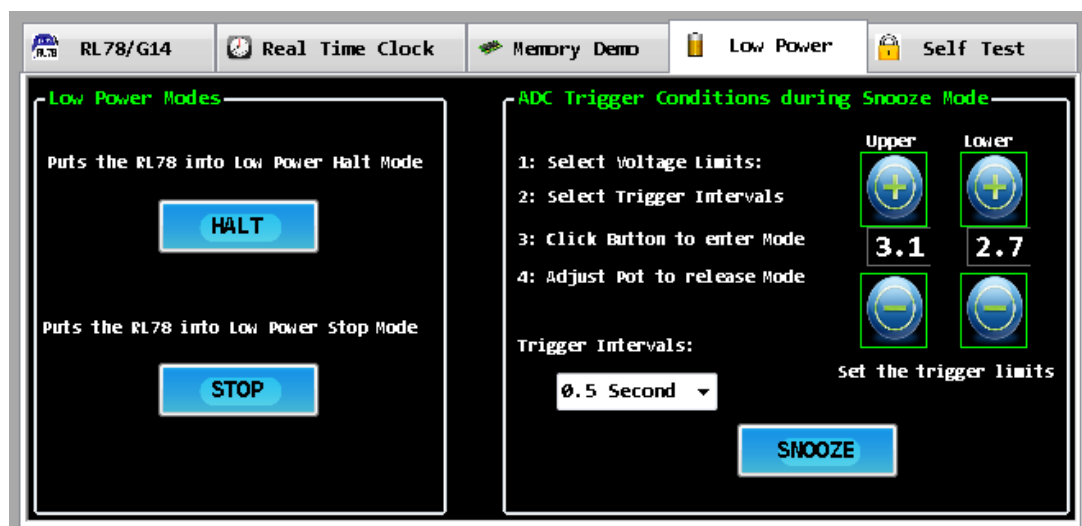 RL78 RL78/G14 Real Time Clock Memory Demo Low Power Self Test
Low Power Modes
Puts the RL78 into Low Power Halt Mode
HALT
Puts the RL78 into Low Power Stop Mode
STOP
ADC Trigger Conditions during Snooze Mode
Upper Lower
1: Select Voltage Limits:
2: Select Trigger Intervals
3: Click Button to enter Mode
3.1 2.7
4: Adjust Pot to release Mode
Trigger Intervals:
Set the trigger limits
0.5 Second
SNOOZE